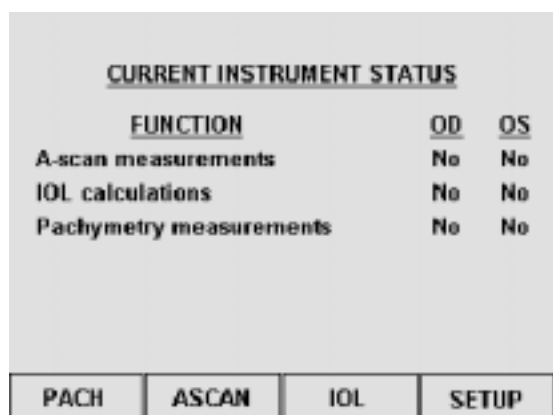 CURRENT INSTRUMENT STATUS
FUNCTION OD OS
A-scan measurements No No
IOL calculations No No
Pachymetry measurements No No
PACH ASCAN IOL SETUP